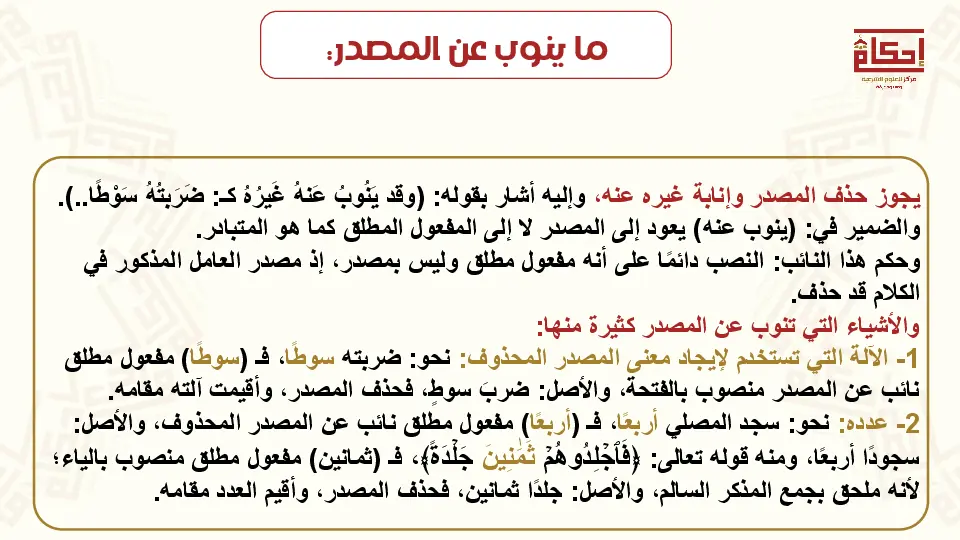 ما ينوب عن المصدر:
إحكام
مركز للعلوم الشرعية
يجوز حذف المصدر وإنابة غيره عنه، وإليه أشار بقوله: (وقد يَنُوبُ عَنهُ غَيرُهُ كـ: ضَرَبتُهُ سَوْطًا..).
والضمير في: (ينوب عنه) يعود إلى المصدر لا إلى المفعول المطلق كما هو المتبادر.
وحكم هذا النائب: النصب دائمًا على أنه مفعول مطلق وليس بمصدر، إذ مصدر العامل المذكور في
الكلام قد حذف.
والأشياء التي تنوب عن المصدر كثيرة منها:
1- الآلة التي تستخدم لإيجاد معنى المصدر المحذوف: نحو: ضربته سوطًا، فـ (سوطًا) مفعول مطلق
نائب عن المصدر منصوب بالفتحة، والأصل: ضربَ سوطٍ، فحذف المصدر، وأقيمت آلته مقامه.
2- عدده: نحو: سجد المصلي أربعًا، فـ (أربعًا) مفعول مطلق نائب عن المصدر المحذوف، والأصل:
سجودًا أربعًا، ومنه قوله تعالى: ﴿فَٱجۡلِدُوهُمۡ ثَمَٰنِينَ جَلۡدَةٗ﴾، فـ (ثمانين) مفعول مطلق منصوب بالياء؛
لأنه ملحق بجمع المذكر السالم، والأصل: جلدًا ثمانين، فحذف المصدر، وأقيم العدد مقامه.